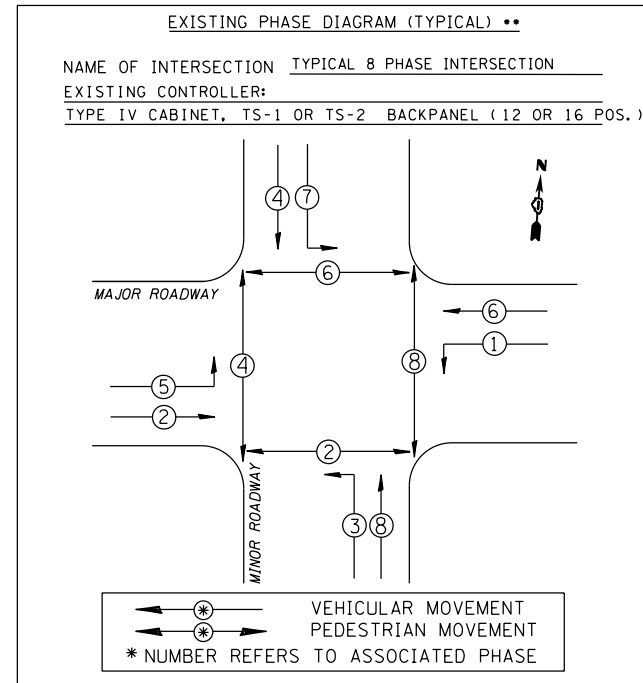 EXISTING PHASE DIAGRAM (TYPICAL) **
NAME OF INTERSECTION TYPICAL 8 PHASE INTERSECTION
EXISTING CONTROLLER:
TYPE IV CABINET, TS-1 OR TS-2 BACKPANEL (12 OR 16 POS.)
N
4 7
6
MAJOR ROADWAY
6
1
4 8
5
2
2
MINOR ROADWAY
3 8
* VEHICULAR MOVEMENT
* PEDESTRIAN MOVEMENT
* NUMBER REFERS TO ASSOCIATED PHASE